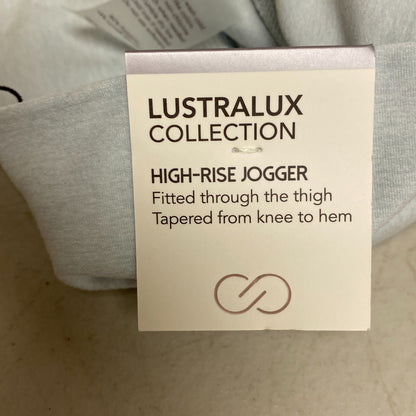 LUSTRALUX
COLLECTION
HIGH-RISE JOGGER
Fitted through the thigh
Tapered from knee to hem